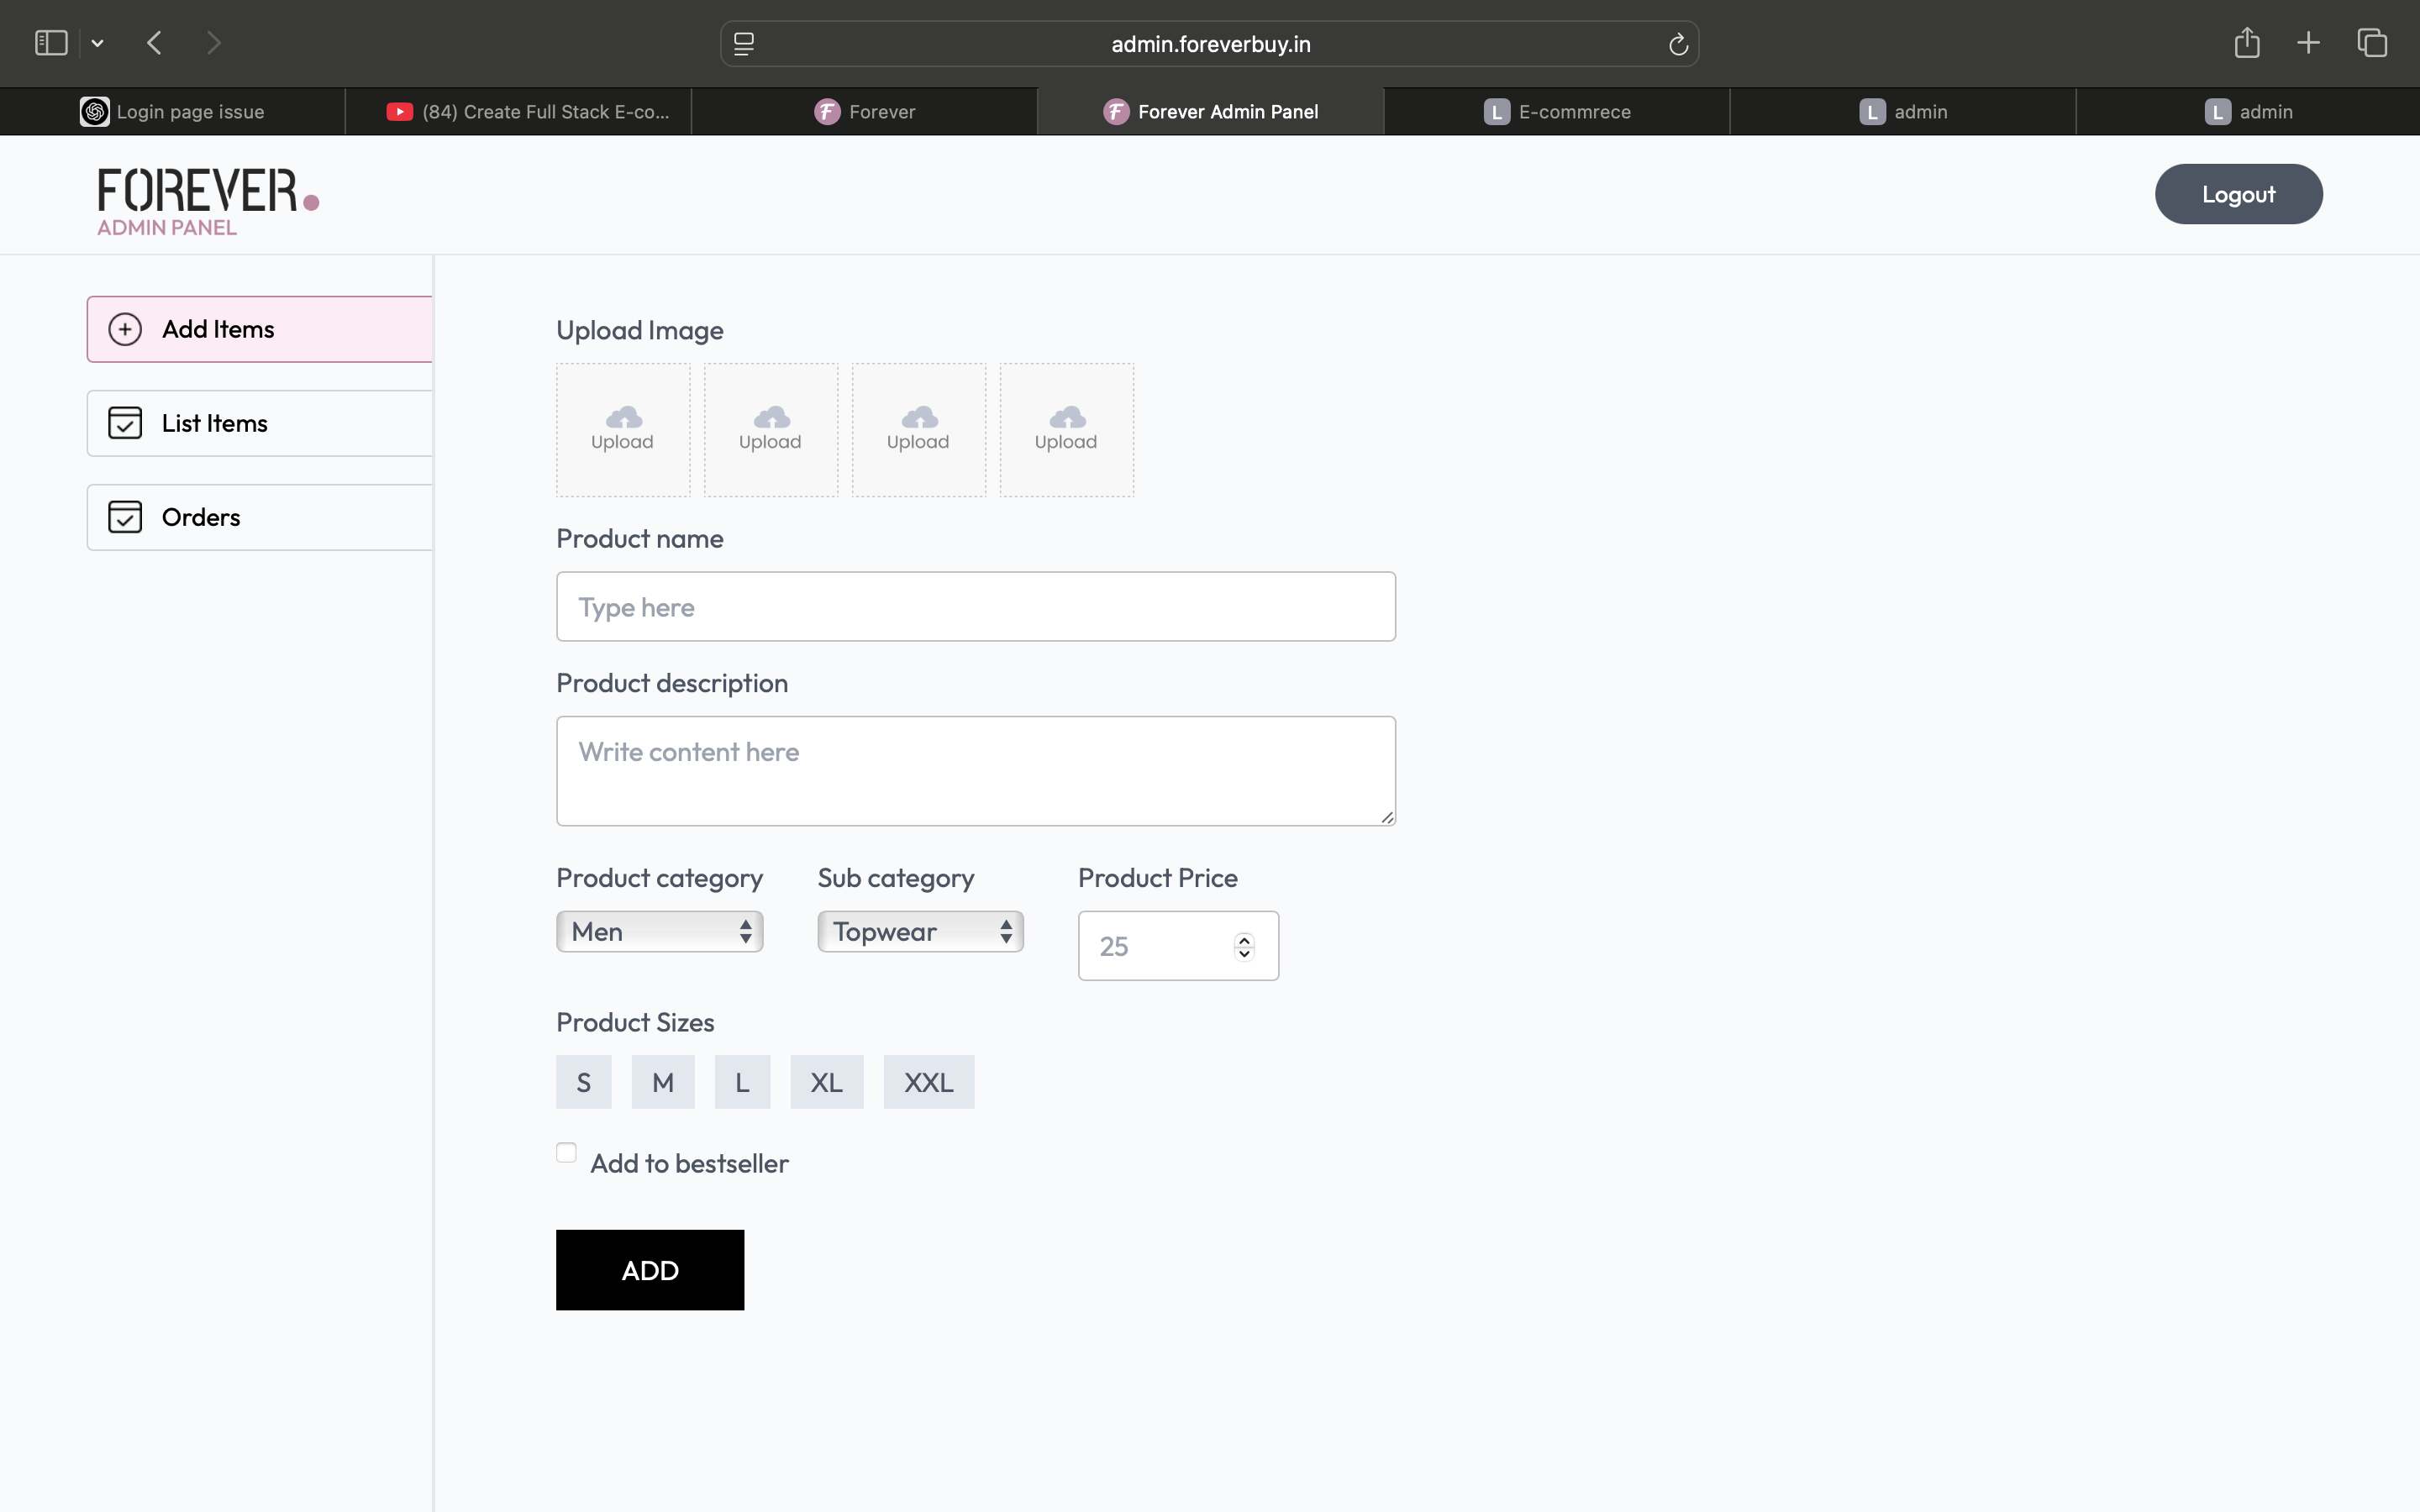 admin.foreverbuy.in
Login page issue
(84) Create Full Stack E-co...
Forever
Forever Admin Panel
L E-commrece
L admin
L admin
FOREVER.
ADMIN PANEL
Logout
Add Items
List Items
Orders
Upload Image
Upload Upload Upload Upload
Product name
Type here
Product description
Write content here
Product category Sub category Product Price
Men Topwear 25
Product Sizes
S M L XL XXL
Add to bestseller
ADD